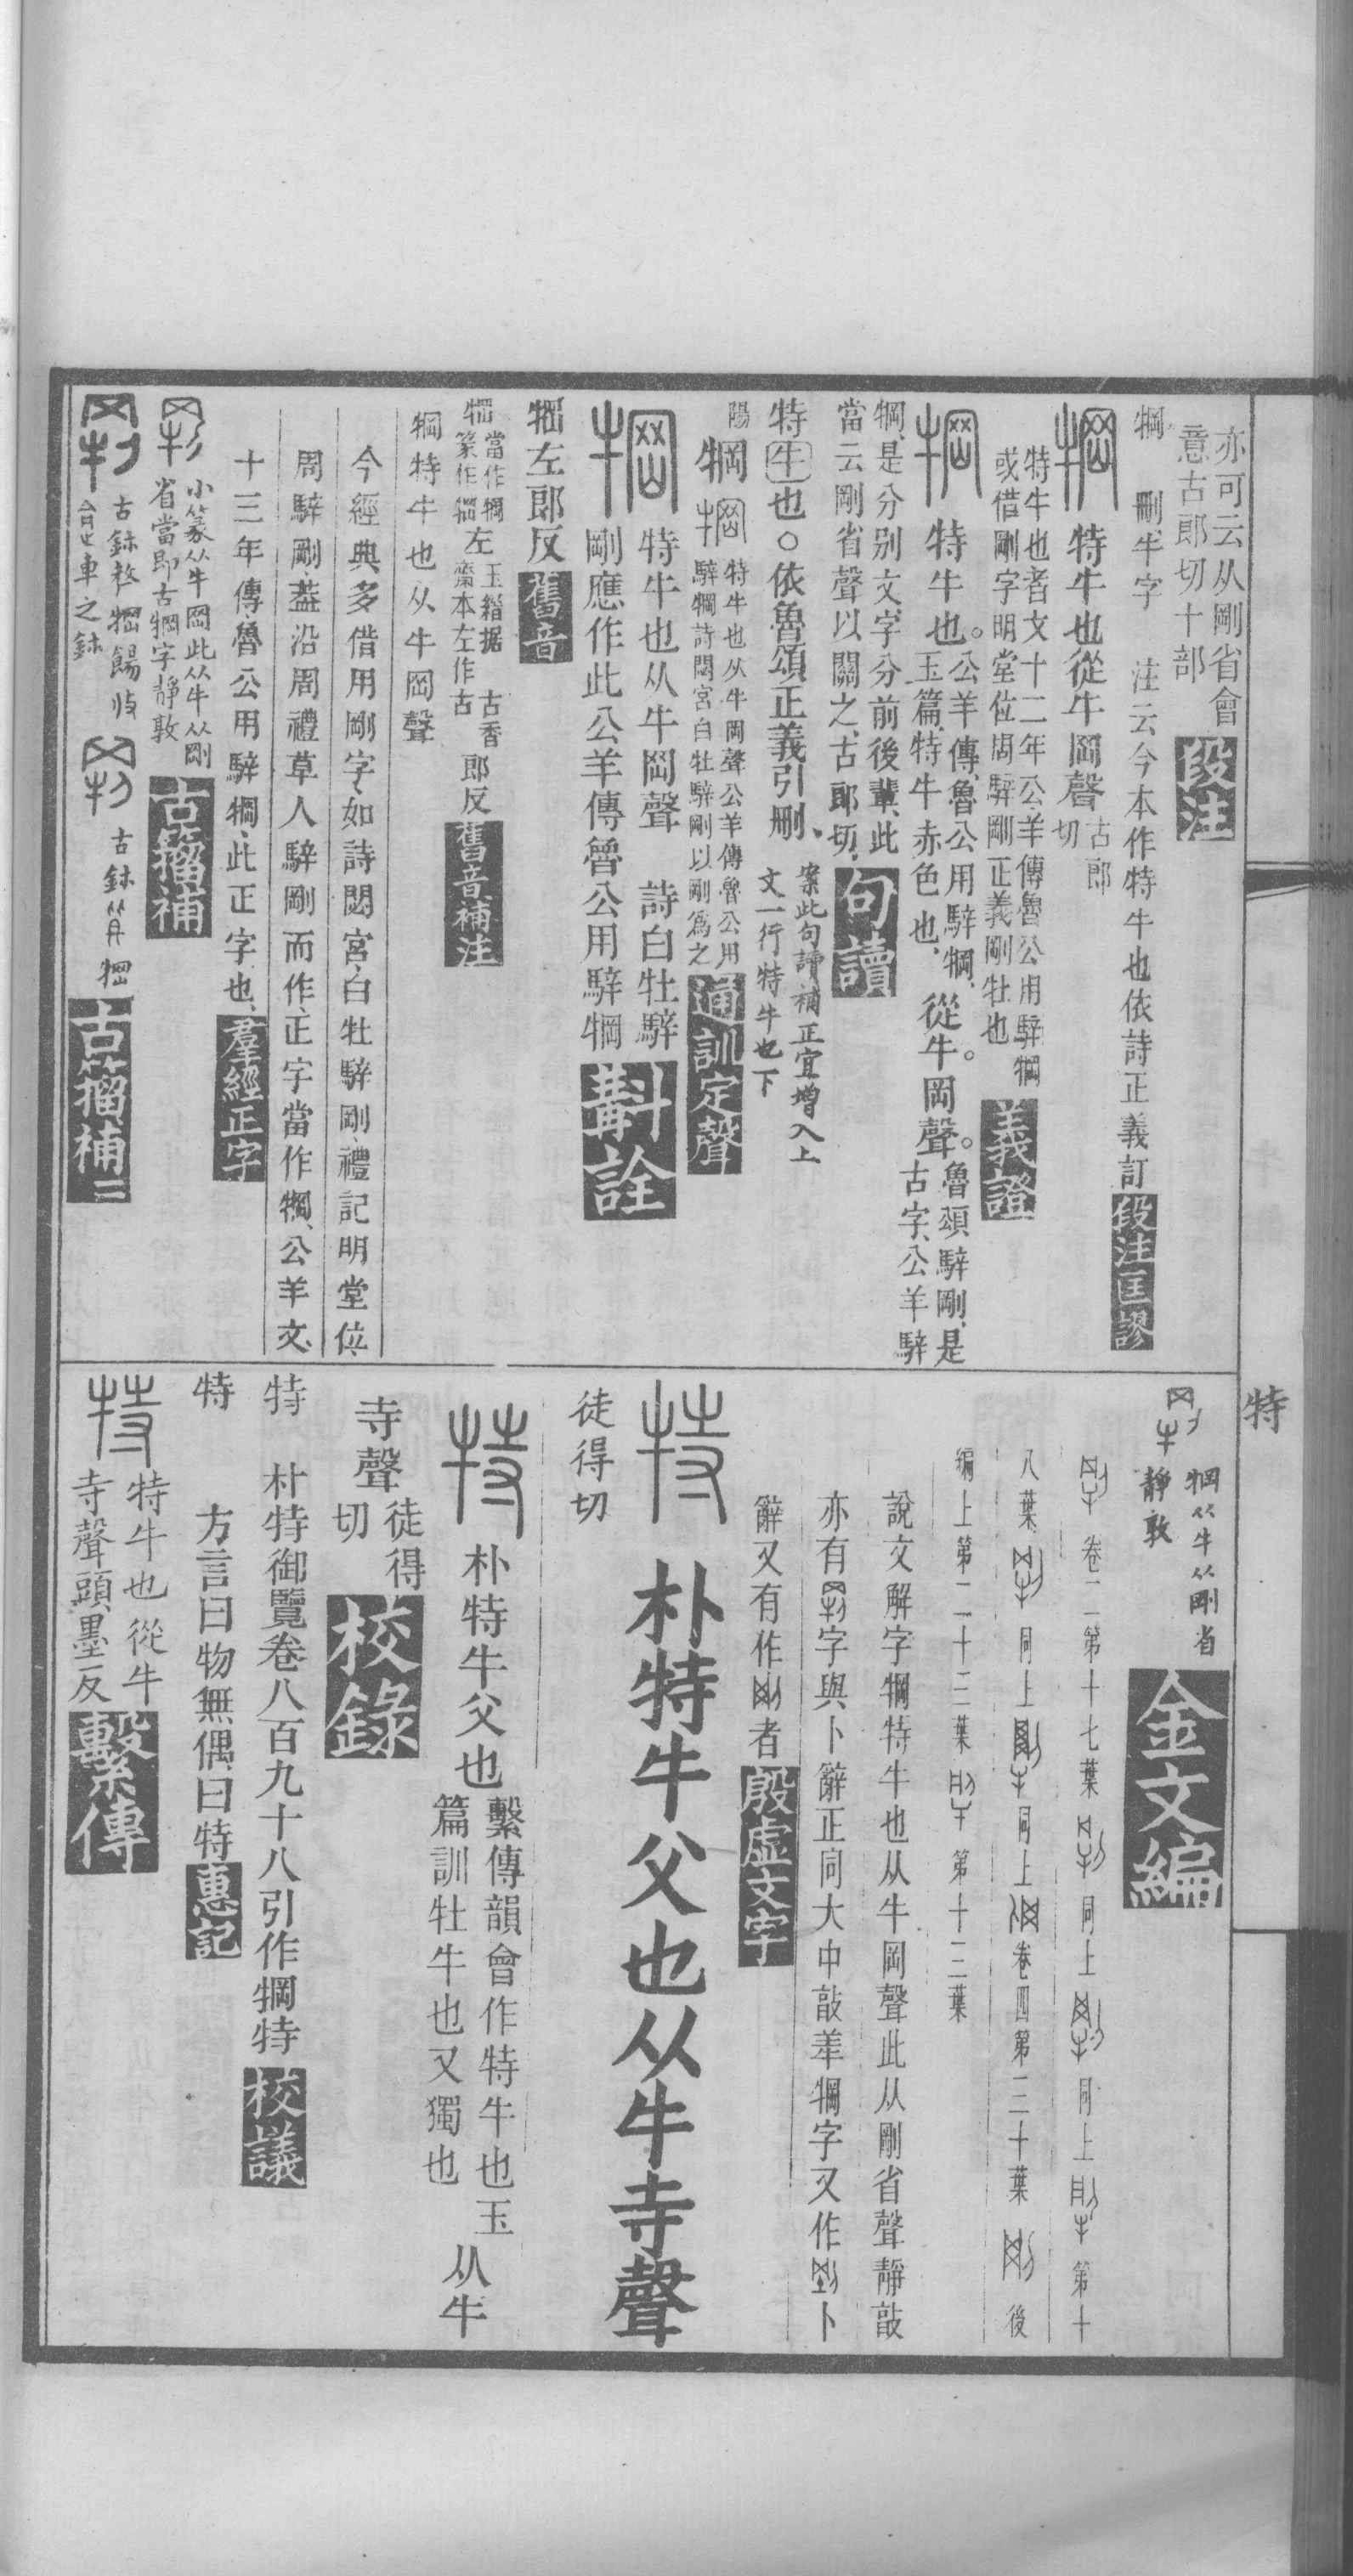 亦可云从剛省會
意古郎切十部
段注
犅 剛牛字 注云今本作特牛也依詩正義訂
段注匡謬
特牛也從牛岡聲
古郎
切
特牛也者文十二年公羊傳魯公用騂犅
或借剛字明堂位周騂剛正義剛牡也
義證
特牛也。
公羊傳、魯公用騂犅、
玉篇、特牛赤色也、
從牛。岡聲。
魯頌騂剛、是
古字、公羊騂
犅、是分別文、字分前後輩、此
當云剛省聲以關之、古郎切、
句讀
特牛也○依魯頌正義引刪、
案此句讀補正宜增入上
文一行特牛也下
陽
犅
特牛也从牛岡聲公羊傳魯公用
騂犅詩閟宮白牡騂剛以剛爲之
通訓定聲
特牛也从牛岡聲 詩白牡騂
剛應作此公羊傳魯公用騂犅
斠詮
犅左郎反
舊音
犅
當作犅
篆作犅
左
玉篇据
齋本左作古
古香
郎反
舊音補注
犅特牛也从牛岡聲
今經典多借用剛字、如詩閟宮、白牡騂剛、禮記明堂位、
周騂剛蓋沿周禮草人騂剛而作、正字當作犅、公羊文、
十三年傳魯公用騂犅、此正字也、
羣經正字
小篆从牛岡此从牛从剛
省當即古犅字靜敦
古籀補
古鉥
犅
之鉥
古鉥
犅
古籀補二
特
犅从牛从剛省
靜敦
金文編
卷二第十七葉
同上
同上
第十
八葉
同上
同上
卷四第三十葉
後
編上第二十三葉
第十三葉
說文解字犅特牛也从牛岡聲此从剛省聲靜敔
亦有
字與卜辭正同大中敔羊犅字又作
卜
辭又有作
者
殷虛文字
朴特牛父也从牛寺聲
徒得切
朴特牛父也
繫傳韻會作特牛也玉
篇訓牡牛也又獨也
从牛
寺聲
徒得
切
校錄
特 朴特御覽卷八百九十八引作犅特
校議
特 方言曰物無偶曰特
惠記
特牛也從牛
寺聲頭墨反
繫傳